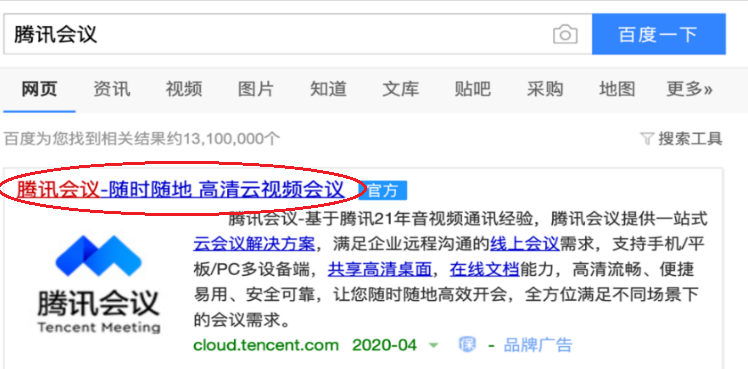 腾讯会议
百度一下
网页 资讯 视频 图片 知道 文库 贴吧 采购 地图 更多»
百度为您找到相关结果约13,100,000个
搜索工具
腾讯会议-随时随地 高清云视频会议 官方
腾讯会议-基于腾讯21年音视频通讯经验，腾讯会议提供一站式
云会议解决方案，满足企业远程沟通的线上会议需求，支持手机/平
板/PC多设备端，共享高清桌面，在线文档能力，高清流畅、便捷
易用、安全可靠，让您随时随地高效开会，全方位满足不同场景下
的会议需求。
腾讯会议
Tencent Meeting
cloud.tencent.com 2020-04 保 - 品牌广告